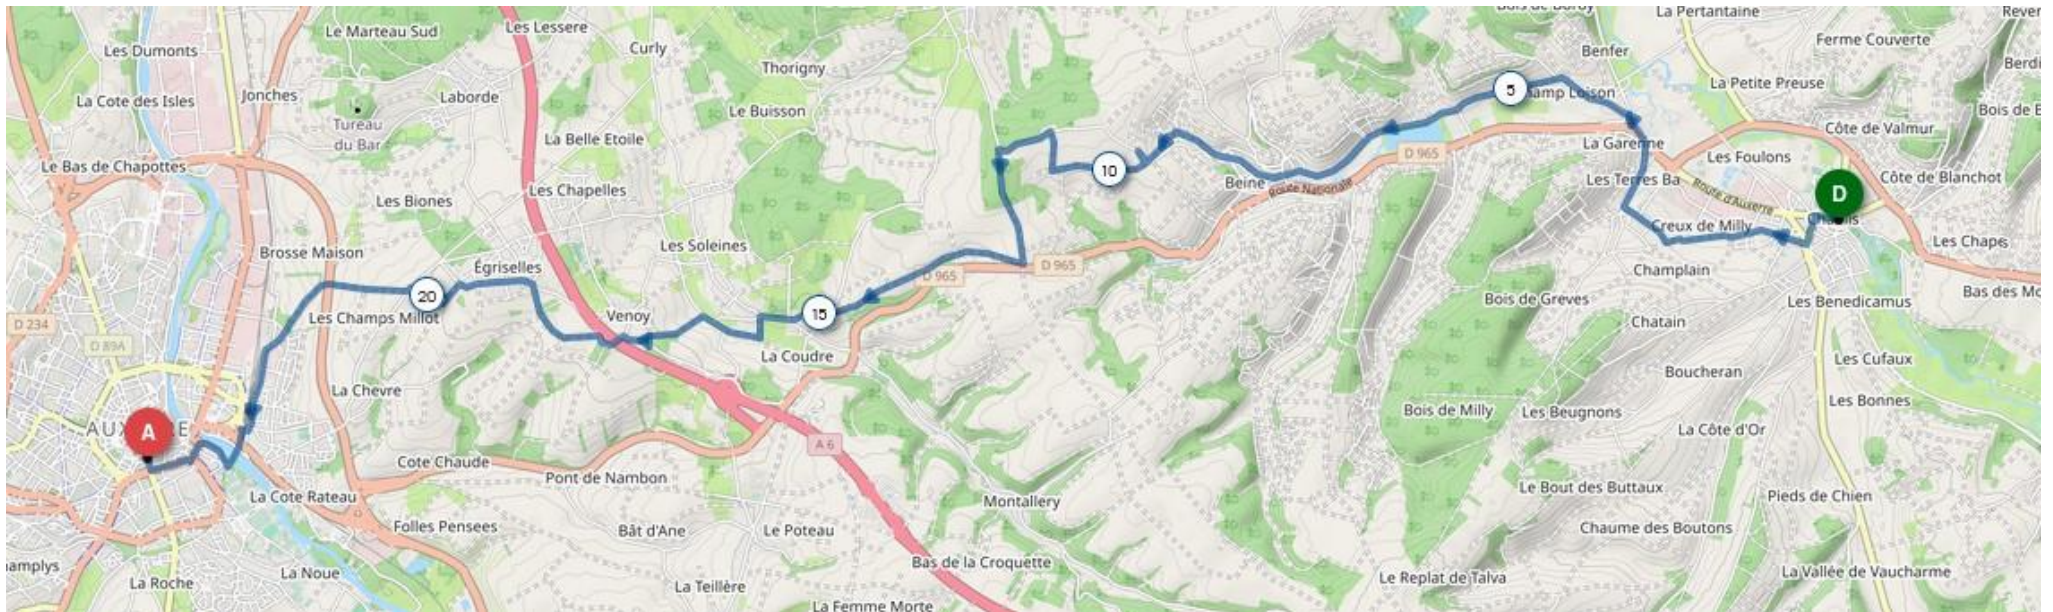 Bois de Boroy
La Pertantaine
Les Lessere
Le Marteau Sud
Ferme Couverte
Curly
Les Dumonts
Benfer
Thorigny
La Petite Preuse
Jonches
Laborde
La Cote des Isles
5
Le Buisson
Tureau
du Bar
La Belle Etoile
Côte de Valmur
La Garenne
D 965
Les Foulons
Le Bas de Chapottes
10
Les Chapelles
Beine
Route Nationale
Les Terres Ba
Route d'Auxerre
D
Côte de Blanchot
Les Biones
Creux de Milly
Les Soleines
Les Chapes
Brosse Maison
Égriselles
D 965
D 965
Champlain
20
Bois de Greves
Les Benedicamus
Les Champs Millot
Venoy
15
D 234
Chatain
D 89A
La Coudre
Les Cufaux
Boucheran
La Chevre
Les Bonnes
Bois de Milly
Les Beugnons
A
La Côte d'Or
A 6
Cote Chaude
Pont de Nambon
Le Bout des Buttaux
La Cote Rateau
Montallery
Pieds de Chien
Folles Pensees
Bât d'Ane
Le Poteau
Chaume des Boutons
Bas de la Croquette
La Noue
La Roche
La Teillère
Le Replat de Talva
La Vallée de Vaucharme
La Femme Morte